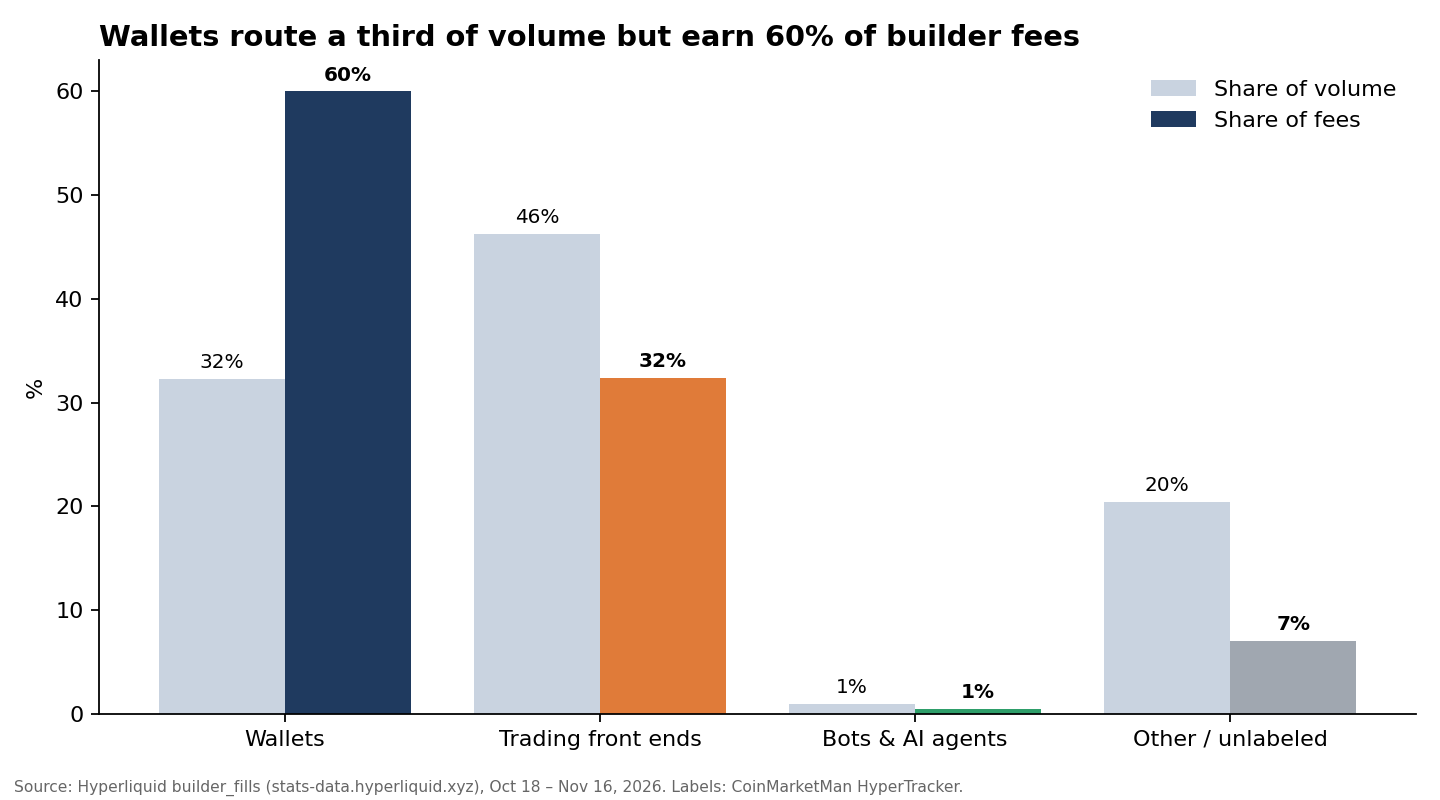 Wallets route a third of volume but earn 60% of builder fees
Share of volume
Share of fees
%
60
50
40
30
20
10
0
32%
60%
46%
32%
1%
1%
20%
7%
Wallets
Trading front ends
Bots & AI agents
Other / unlabeled
Source: Hyperliquid builder_fills (stats-data.hyperliquid.xyz), Oct 18 – Nov 16, 2026. Labels: CoinMarketMan HyperTracker.